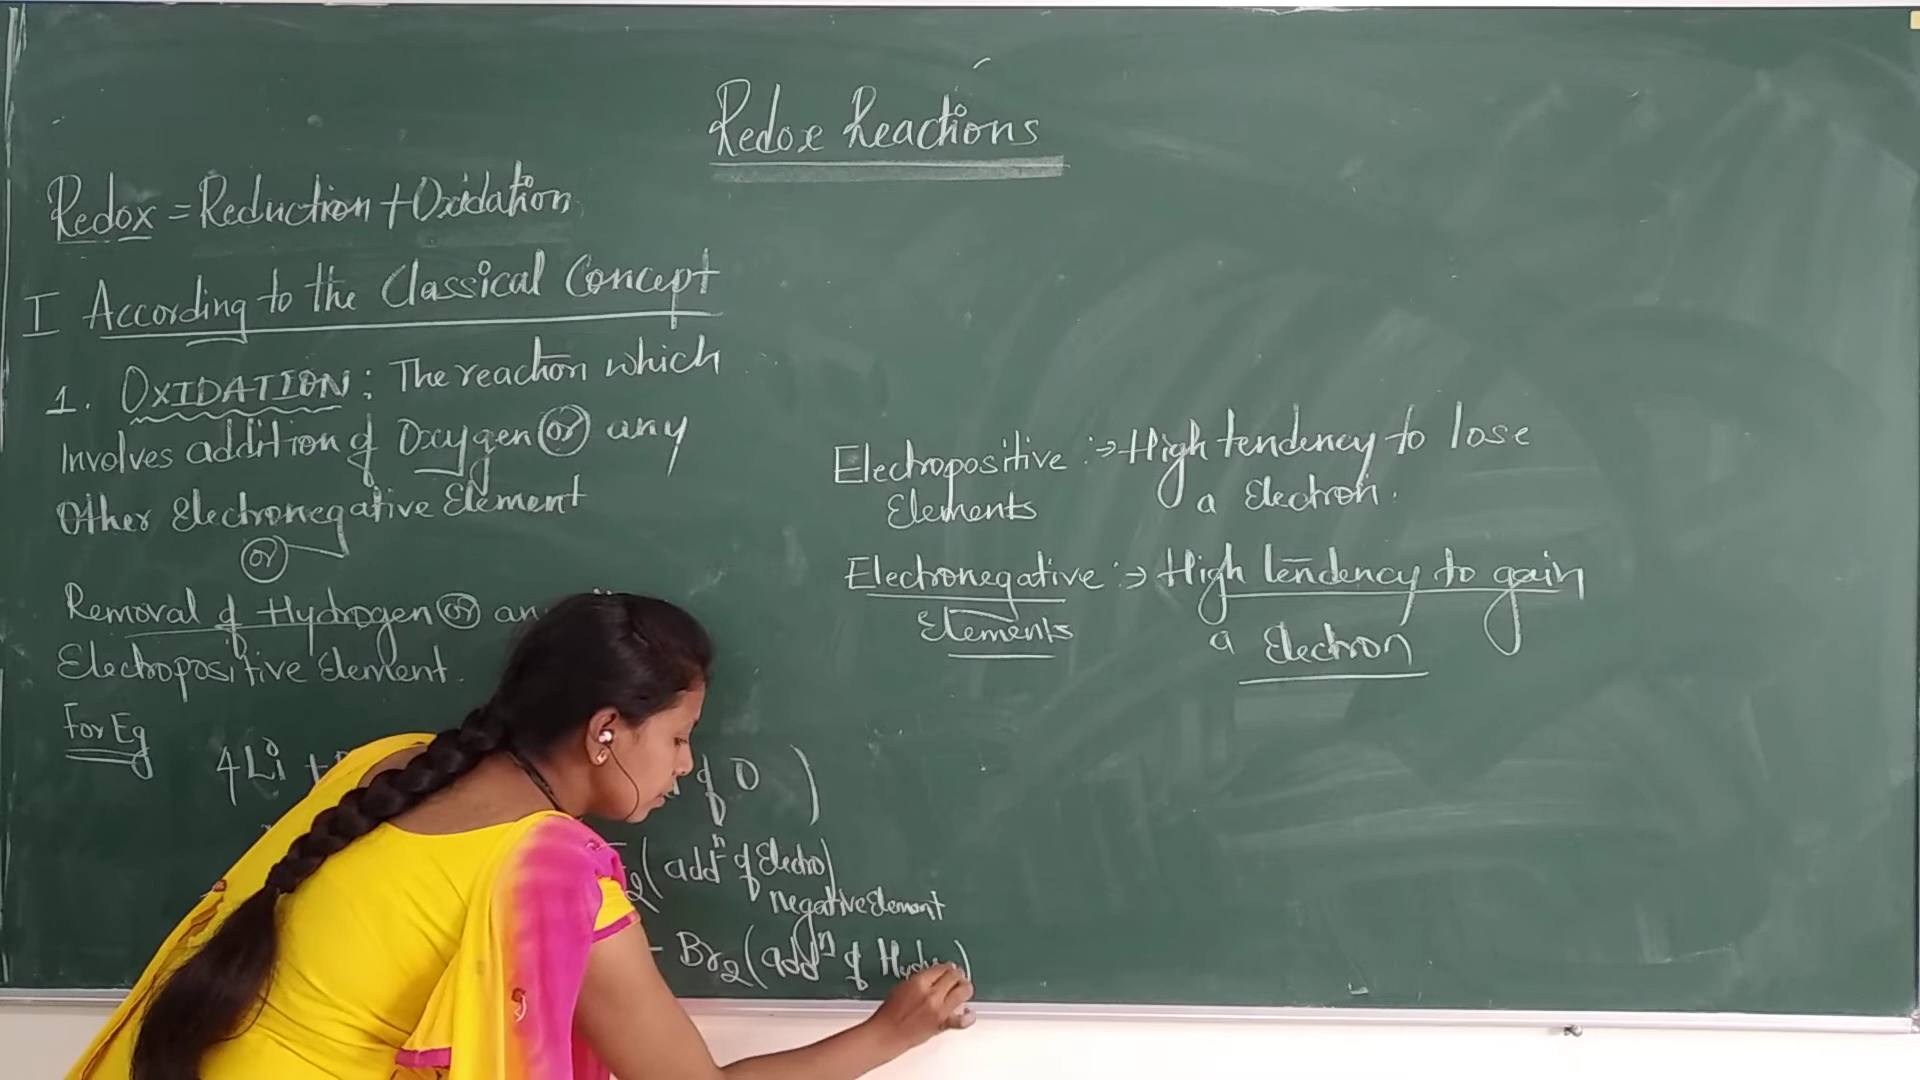 Redox Reactions
Redox = Reduction + Oxidation
I According to the Classical Concept
1. OXIDATION : The reaction which
Involves addition of Oxygen (or) any
Other Electronegative Element
(or)
Removal of Hydrogen (or)
Electropositive Element.
For Eg
4Li° +
of O )
2 (addⁿ of Electro)
negative Element
Br2 (addⁿ of
Electropositive :→ High tendency to lose
Elements a Electron.
Electronegative :→ High tendency to gain
Elements a Electron